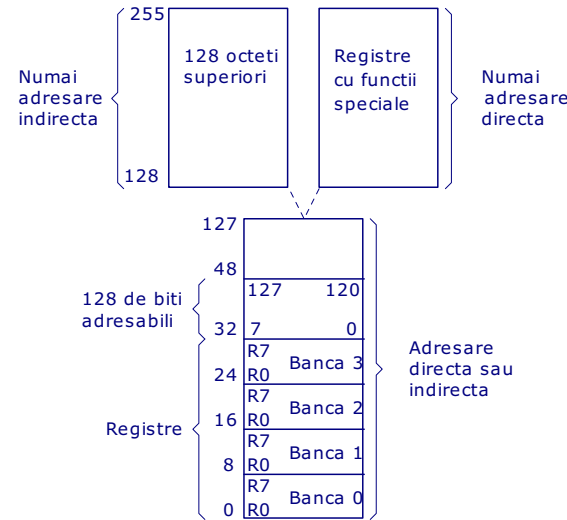 255
128 octeti
superiori
Registre
cu functii
speciale
Numai
adresare
indirecta
Numai
adresare
directa
128
127
48
127 120
128 de biti
adresabili
32
7 0
R7
Banca 3
24
R0
Adresare
directa sau
indirecta
R7
Banca 2
16
R0
Registre
R7
Banca 1
8
R0
R7
Banca 0
0
R0